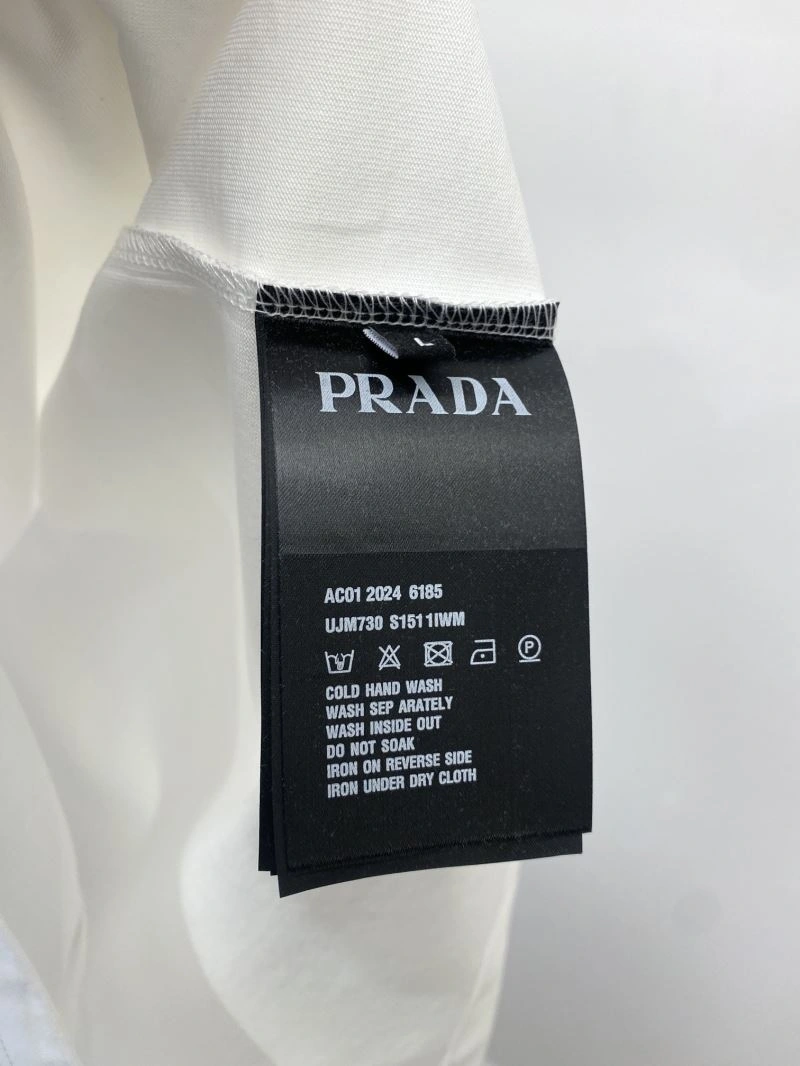 L
PRADA
AC01 2024 6185
UJM730 S151 1IWM
P
COLD HAND WASH
WASH SEP ARATELY
WASH INSIDE OUT
DO NOT SOAK
IRON ON REVERSE SIDE
IRON UNDER DRY CLOTH